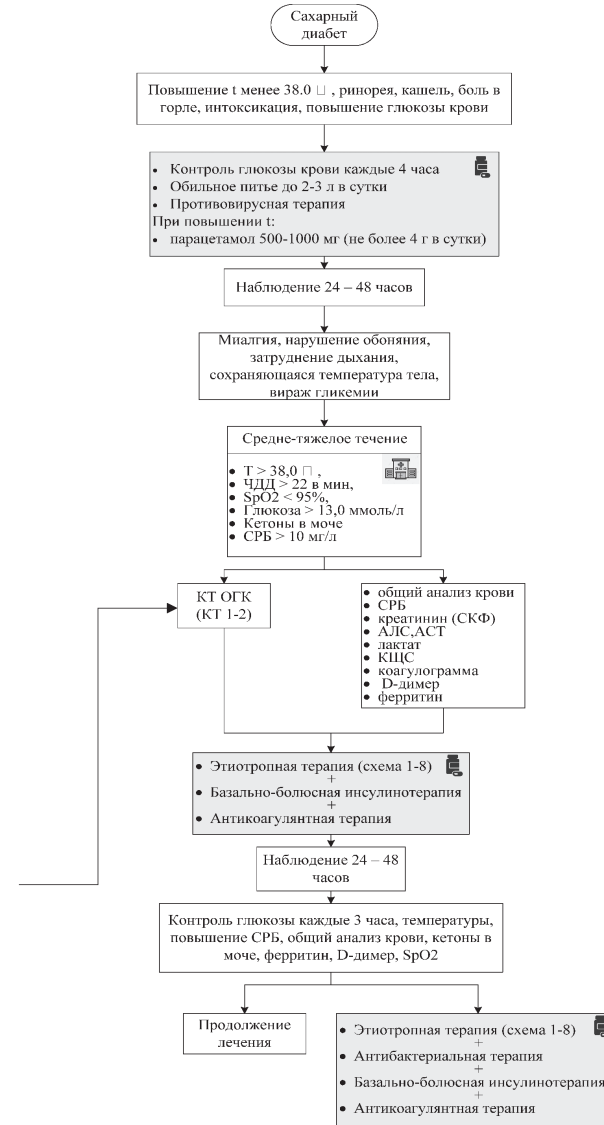 Сахарный
диабет
Повышение t менее 38.0 □ , ринорея, кашель, боль в
горле, интоксикация, повышение глюкозы крови
• Контроль глюкозы крови каждые 4 часа
• Обильное питье до 2-3 л в сутки
• Противовирусная терапия
При повышении t:
• парацетамол 500-1000 мг (не более 4 г в сутки)
Наблюдение 24 – 48 часов
Миалгия, нарушение обоняния,
затруднение дыхания,
сохраняющаяся температура тела,
вираж гликемии
Средне-тяжелое течение
• Т > 38,0 □ ,
• ЧДД > 22 в мин,
• SpO2 < 95%,
• Глюкоза > 13,0 ммоль/л
• Кетоны в моче
• СРБ > 10 мг/л
КТ ОГК
(КТ 1-2)
• общий анализ крови
• СРБ
• креатинин (СКФ)
• АЛС,АСТ
• лактат
• КЩС
• коагулограмма
• D-димер
• ферритин
• Этиотропная терапия (схема 1-8)
+
• Базально-болюсная инсулинотерапия
+
• Антикоагулянтная терапия
Наблюдение 24 – 48
часов
Контроль глюкозы каждые 3 часа, температуры,
повышение СРБ, общий анализ крови, кетоны в
моче, ферритин, D-димер, SpO2
Продолжение
лечения
• Этиотропная терапия (схема 1-8)
+
• Антибактериальная терапия
+
• Базально-болюсная инсулинотерапия
+
• Антикоагулянтная терапия